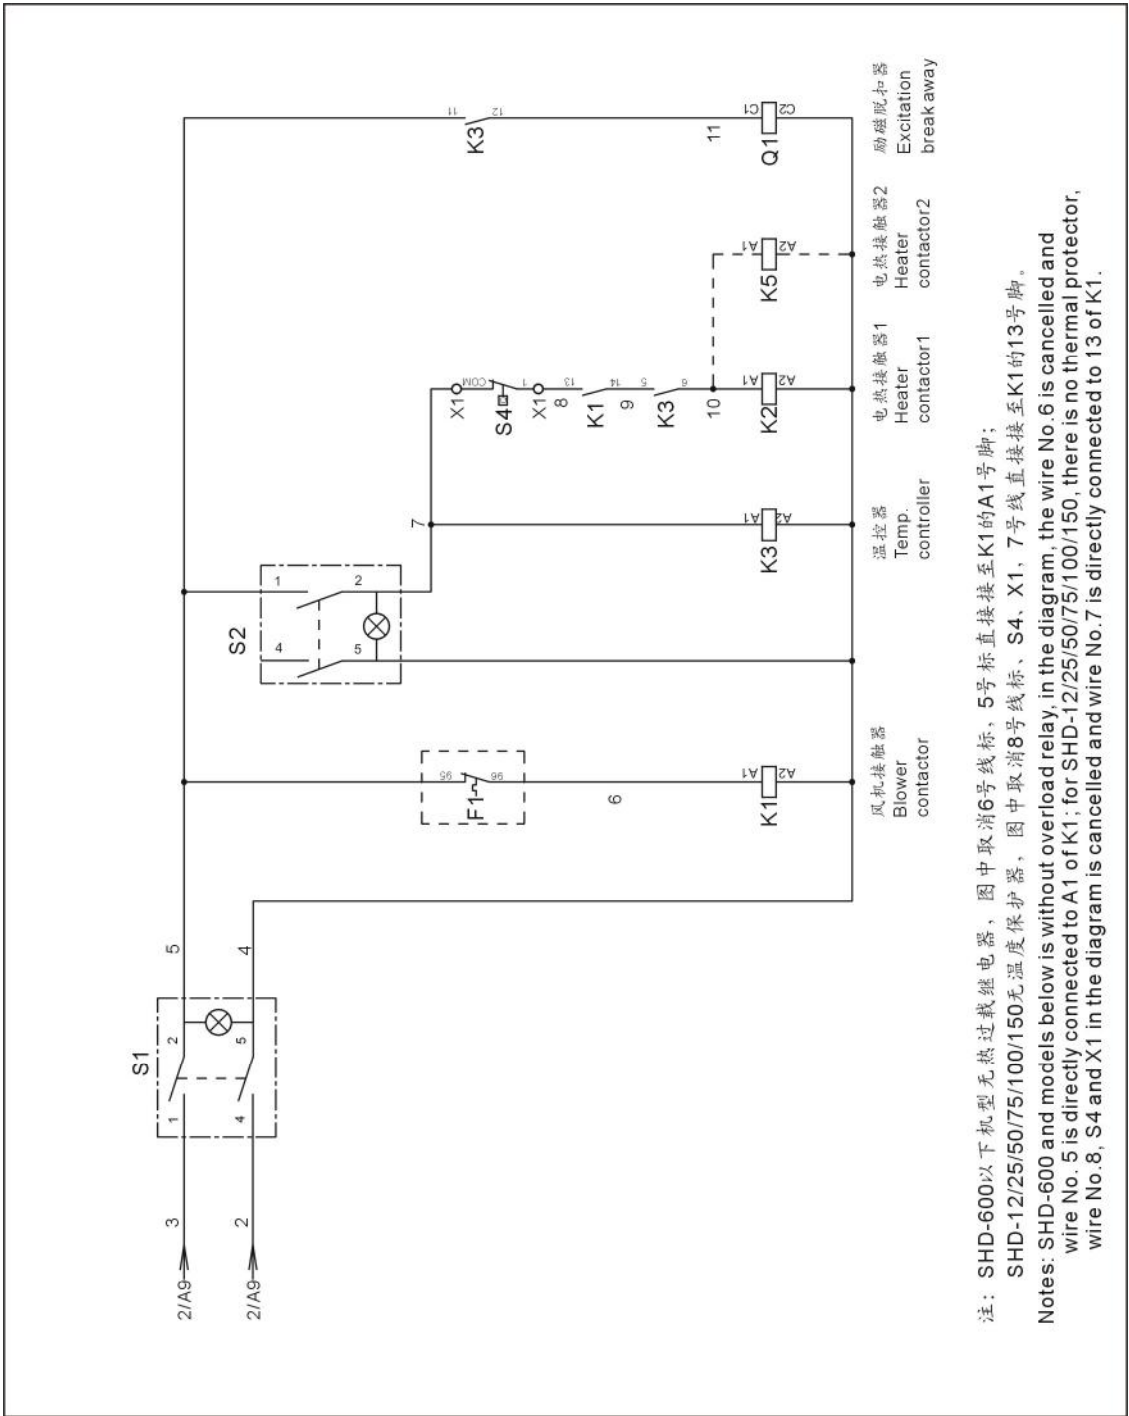 2/A9
3
2/A9
2
S1
1
2
4
5
5
4
F1
95
96
6
K1
A1
A2
风机接触器
Blower
contactor
S2
1
2
4
5
7
K3
A1
A2
温控器
Temp.
controller
X1
COM
S4
1
X1
8
13
K1
14
9
5
K3
6
10
K2
A1
A2
电热接触器1
Heater
contactor1
K5
A1
A2
电热接触器2
Heater
contactor2
11
K3
12
11
Q1
C1
C2
励磁脱扣器
Excitation
break away
注：SHD-600以下机型无热过载继电器，图中取消6号线标，5号标直接接至K1的A1号脚；
SHD-12/25/50/75/100/150无温度保护器，图中取消8号线标、S4、X1，7号线直接接至K1的13号脚。
Notes: SHD-600 and models below is without overload relay, in the diagram, the wire No.6 is cancelled and
wire No. 5 is directly connected to A1 of K1; for SHD-12/25/50/75/100/150, there is no thermal protector,
wire No.8, S4 and X1 in the diagram is cancelled and wire No.7 is directly connected to 13 of K1.